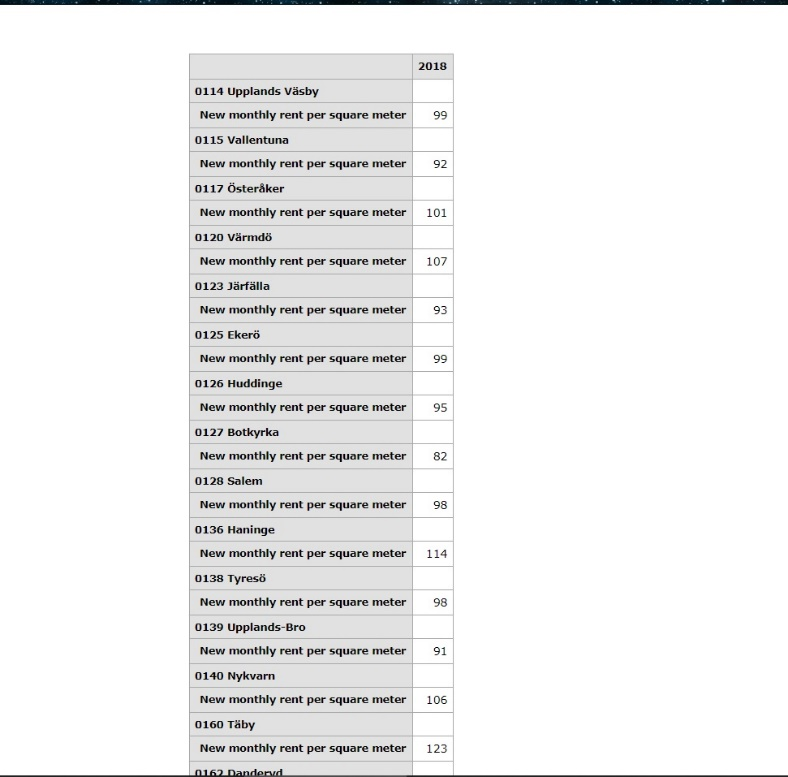 2018
0114 Upplands Väsby
New monthly rent per square meter 99
0115 Vallentuna
New monthly rent per square meter 92
0117 Österåker
New monthly rent per square meter 101
0120 Värmdö
New monthly rent per square meter 107
0123 Järfälla
New monthly rent per square meter 93
0125 Ekerö
New monthly rent per square meter 99
0126 Huddinge
New monthly rent per square meter 95
0127 Botkyrka
New monthly rent per square meter 82
0128 Salem
New monthly rent per square meter 98
0136 Haninge
New monthly rent per square meter 114
0138 Tyresö
New monthly rent per square meter 98
0139 Upplands-Bro
New monthly rent per square meter 91
0140 Nykvarn
New monthly rent per square meter 106
0160 Täby
New monthly rent per square meter 123
0162 Danderyd